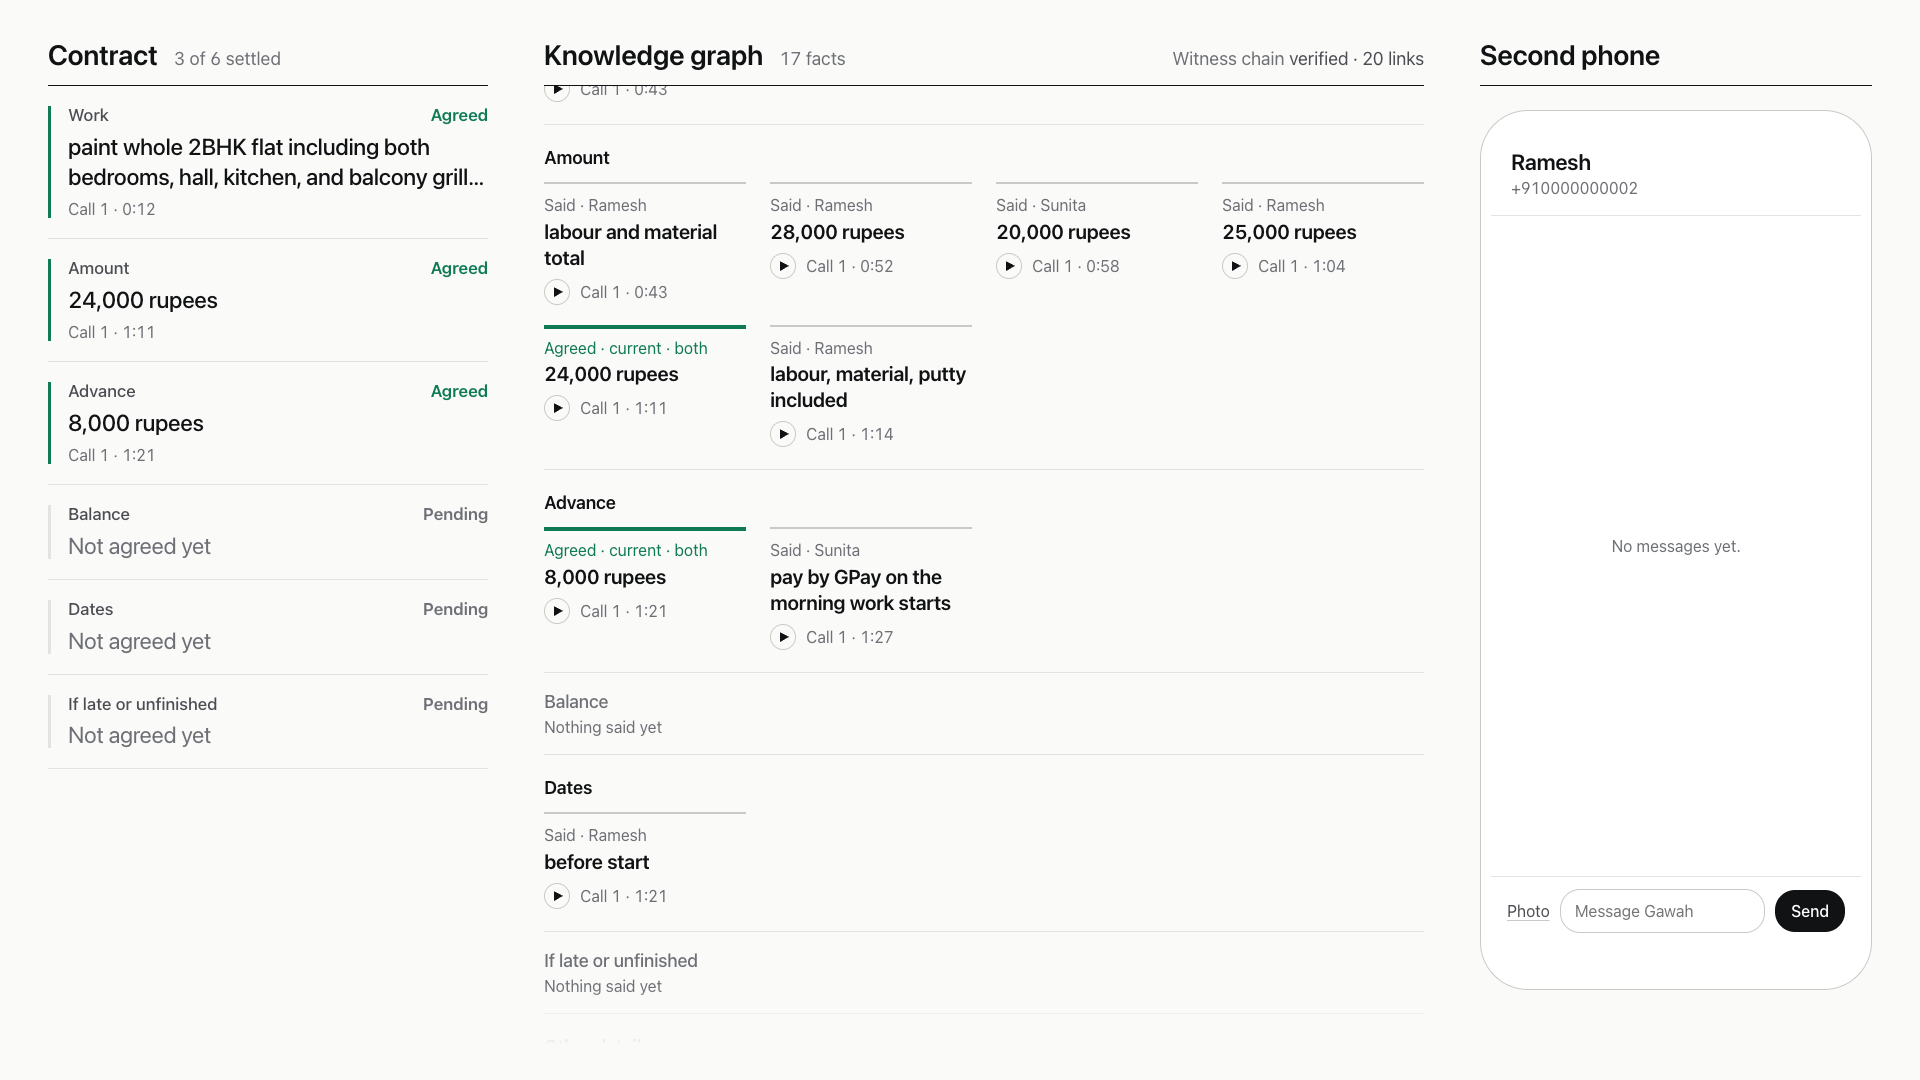 Contract 3 of 6 settled
Work Agreed
paint whole 2BHK flat including both
bedrooms, hall, kitchen, and balcony grill...
Call 1 · 0:12
Amount Agreed
24,000 rupees
Call 1 · 1:11
Advance Agreed
8,000 rupees
Call 1 · 1:21
Balance Pending
Not agreed yet
Dates Pending
Not agreed yet
If late or unfinished Pending
Not agreed yet
Knowledge graph 17 facts Witness chain verified · 20 links
Call 1 · 0:43
Amount
Said · Ramesh
labour and material
total
Call 1 · 0:43
Said · Ramesh
28,000 rupees
Call 1 · 0:52
Said · Sunita
20,000 rupees
Call 1 · 0:58
Said · Ramesh
25,000 rupees
Call 1 · 1:04
Agreed · current · both
24,000 rupees
Call 1 · 1:11
Said · Ramesh
labour, material, putty
included
Call 1 · 1:14
Advance
Agreed · current · both
8,000 rupees
Call 1 · 1:21
Said · Sunita
pay by GPay on the
morning work starts
Call 1 · 1:27
Balance
Nothing said yet
Dates
Said · Ramesh
before start
Call 1 · 1:21
If late or unfinished
Nothing said yet
Second phone
Ramesh
+910000000002
No messages yet.
Photo Message Gawah Send